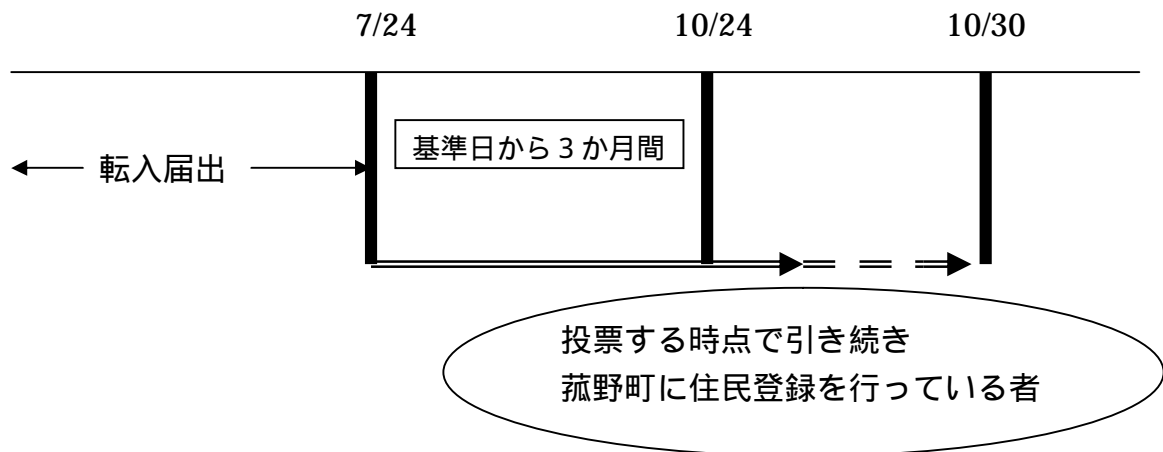 7/24 10/24 10/30
基準日から３か月間
転入届出
投票する時点で引き続き
菰野町に住民登録を行っている者